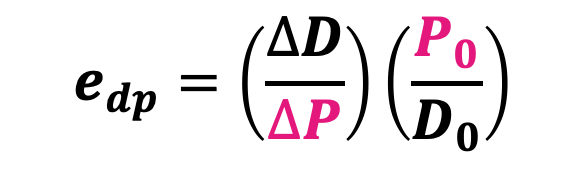 e_dp = (ΔD / ΔP) (P_0 / D_0)